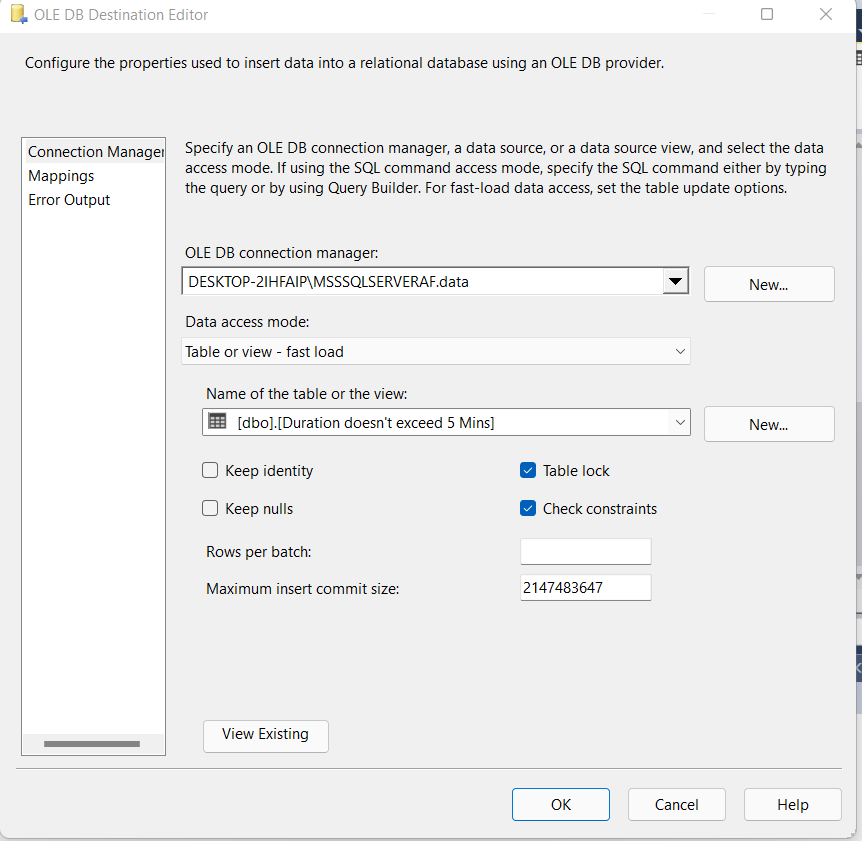 OLE DB Destination Editor
Configure the properties used to insert data into a relational database using an OLE DB provider.
Connection Manager
Mappings
Error Output
Specify an OLE DB connection manager, a data source, or a data source view, and select the data
access mode. If using the SQL command access mode, specify the SQL command either by typing
the query or by using Query Builder. For fast-load data access, set the table update options.
OLE DB connection manager:
DESKTOP-2IHFAIP\MSSSQLSERVERAF.data
New...
Data access mode:
Table or view - fast load
Name of the table or the view:
[dbo].[Duration doesn't exceed 5 Mins]
New...
Keep identity
Table lock
Keep nulls
Check constraints
Rows per batch:
Maximum insert commit size:
2147483647
View Existing
OK
Cancel
Help